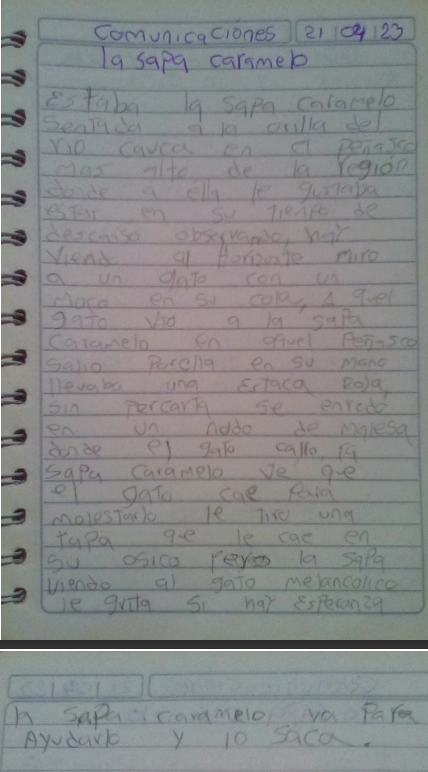 Comunicaciones 21 04 23
la sapa caramelo
Estaba la sapa caramelo
Sentada a la orilla del
rio cauca en el peñasco
mas alto de la región
donde a ella le gustaba
estar en su tiempo de
descanso observando, hay
viendo al Horizonte miro
a un gato con un
moco en su cola, A quel
gato vio a la sapa
Caramelo en aquel Peñasco
Salio Porella en su mano
llevaba una Estaca Roja,
Sin percarta se enredo
en un nudo de malesa
donde el gato callo, la
sapa caramelo ve que
el gato cae Para
molestarlo le tiro una
tapa que le cae en
su osico pero la sapa
viendo al gato melancolico
le grita si hay Esperanza
la sapa caramelo, va Para
Ayudarlo y lo saca.